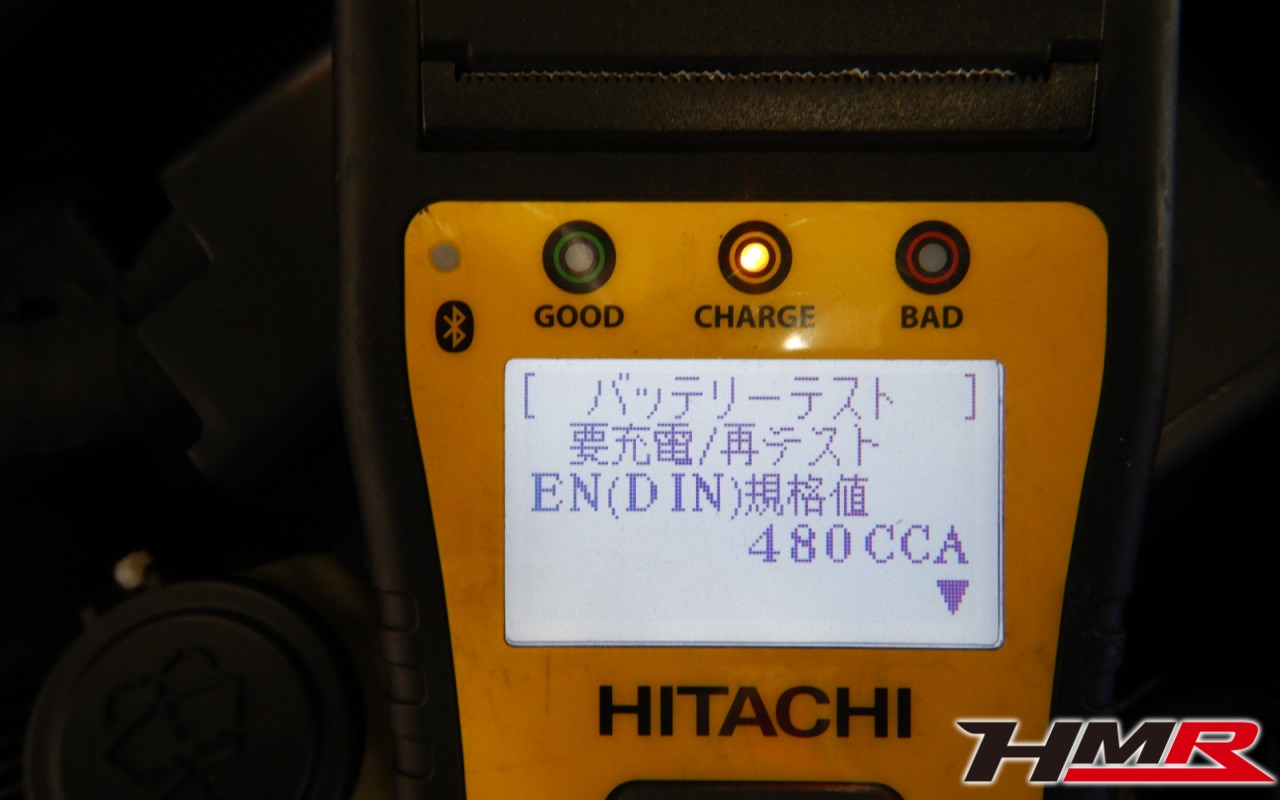 GOOD CHARGE BAD
[ バッテリーテスト ]
要充電/再テスト
EN(DIN)規格値
480CCA
▼
HITACHI
HMR